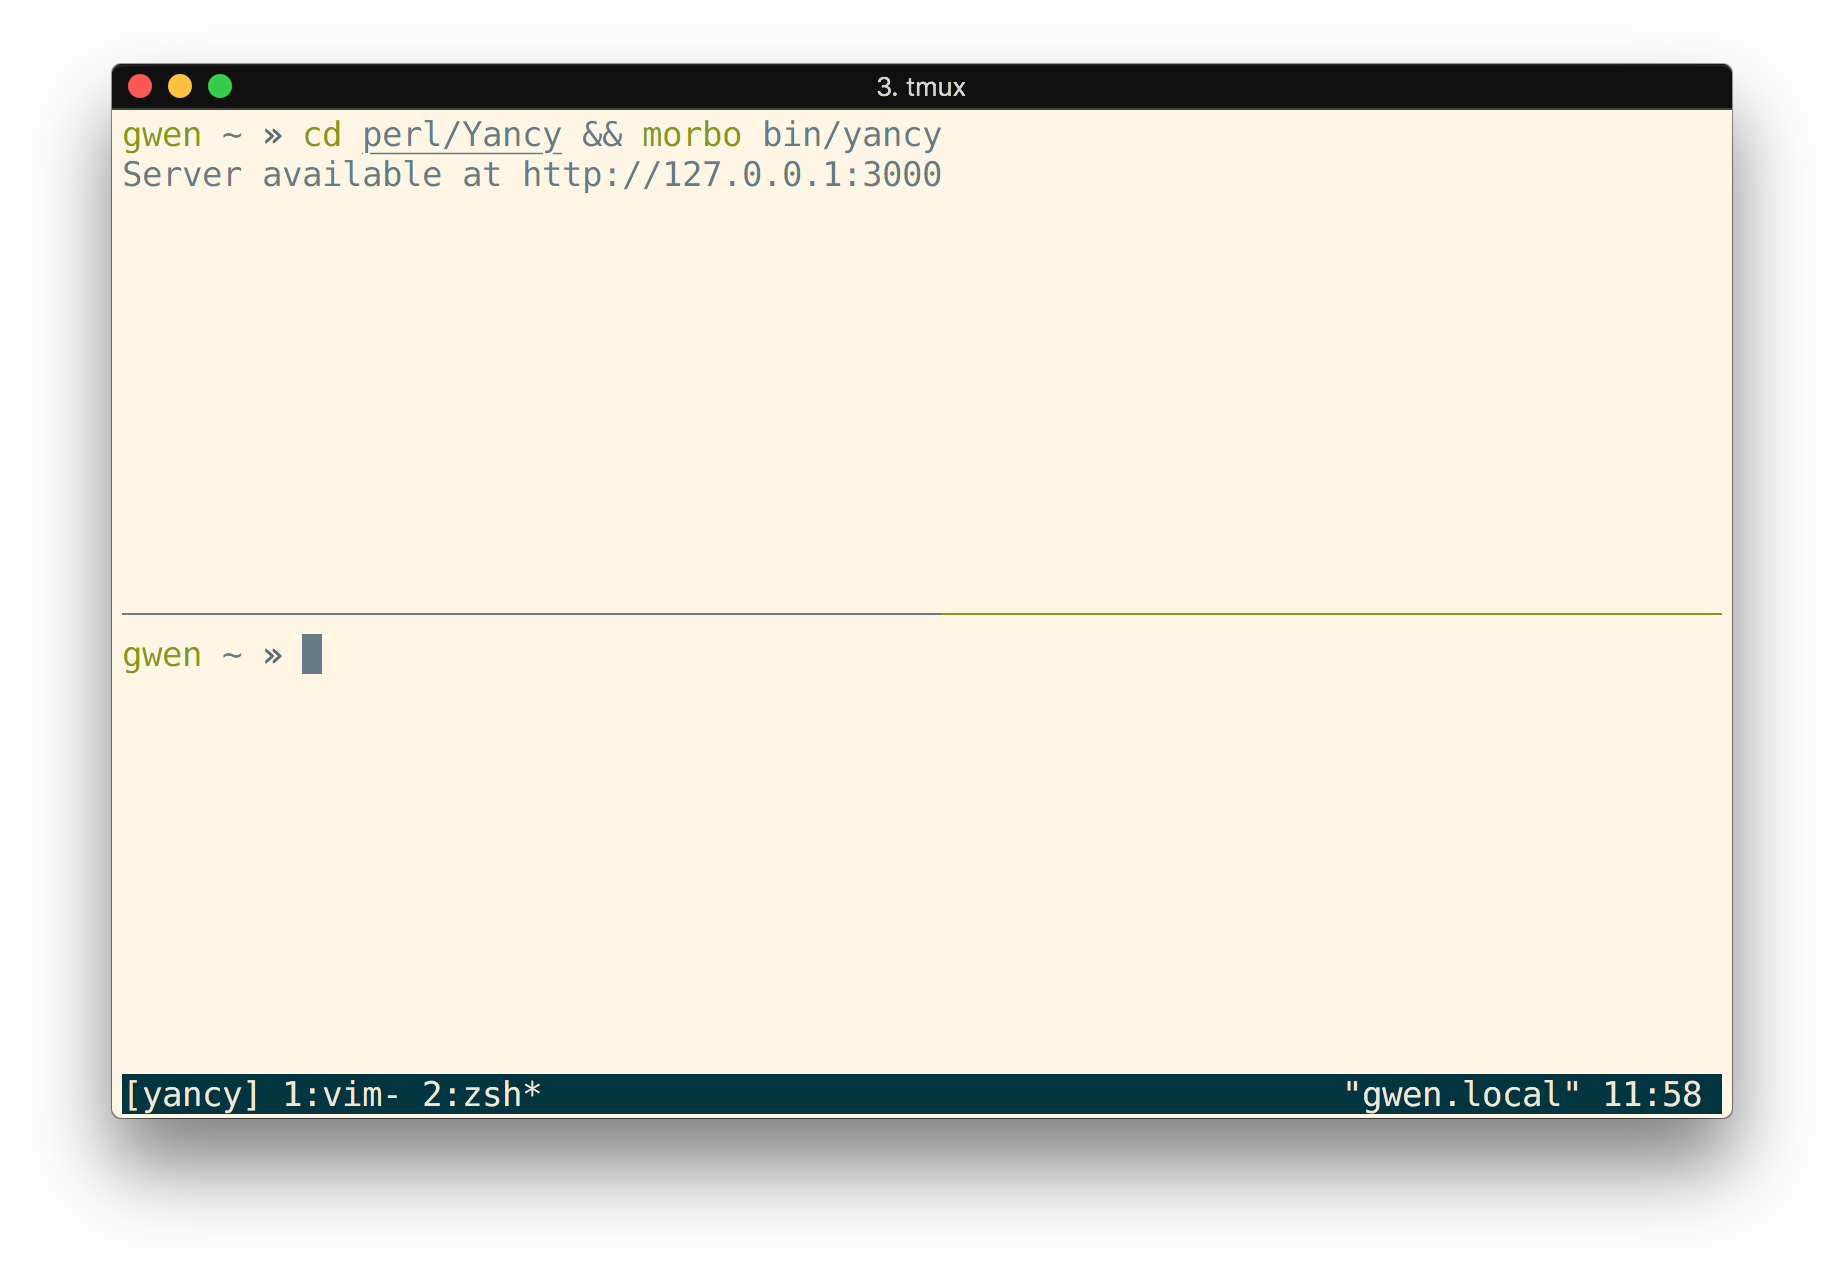 3. tmux
gwen ~ » cd perl/Yancy && morbo bin/yancy
Server available at http://127.0.0.1:3000
gwen ~ »
[yancy] 1:vim- 2:zsh* "gwen.local" 11:58